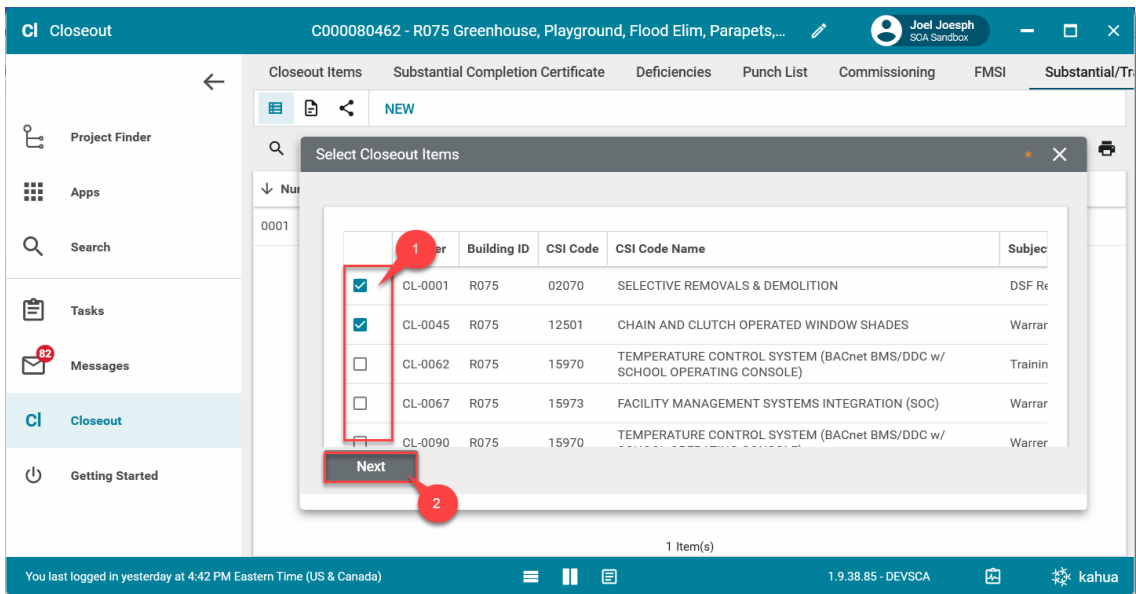 Cl Closeout
C000080462 - R075 Greenhouse, Playground, Flood Elim, Parapets,...
Joel Joesph
SCA Sandbox
Closeout Items Substantial Completion Certificate Deficiencies Punch List Commissioning FMSI Substantial/Tr
NEW
Project Finder
Apps
Search
Tasks
82
Messages
Cl Closeout
Getting Started
Nu
0001
Select Closeout Items *
1
er Building ID CSI Code CSI Code Name Subjec
CL-0001 R075 02070 SELECTIVE REMOVALS & DEMOLITION DSF Re
CL-0045 R075 12501 CHAIN AND CLUTCH OPERATED WINDOW SHADES Warrar
CL-0062 R075 15970 TEMPERATURE CONTROL SYSTEM (BACnet BMS/DDC w/
SCHOOL OPERATING CONSOLE) Trainin
CL-0067 R075 15973 FACILITY MANAGEMENT SYSTEMS INTEGRATION (SOC) Warrar
CL-0090 R075 15970 TEMPERATURE CONTROL SYSTEM (BACnet BMS/DDC w/ Warrer
Next
2
1 Item(s)
You last logged in yesterday at 4:42 PM Eastern Time (US & Canada)
1.9.38.85 - DEVSCA
kahua